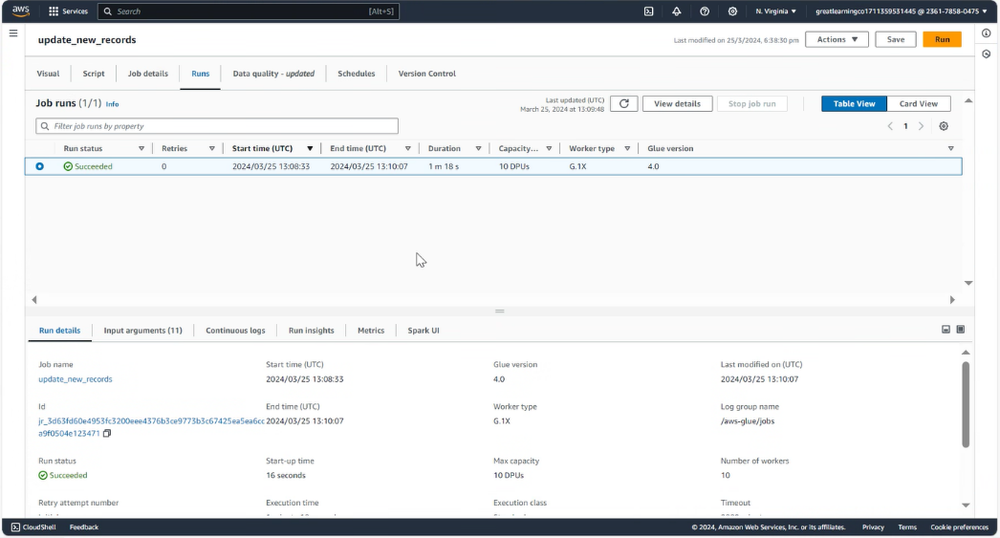 aws Services Search [Alt+S] N. Virginia ▼ greatlearningco1711359531445 @ 2361-7858-0475 ▼
update_new_records Last modified on 25/3/2024, 6:38:30 pm Actions ▼ Save Run
Visual Script Job details Runs Data quality - updated Schedules Version Control
Job runs (1/1) Info Last updated (UTC) March 25, 2024 at 13:09:48 View details Stop job run Table View Card View
Filter job runs by property 1
Run status Retries Start time (UTC) End time (UTC) Duration Capacity... Worker type Glue version
Succeeded 0 2024/03/25 13:08:33 2024/03/25 13:10:07 1 m 18 s 10 DPUs G.1X 4.0
Run details Input arguments (11) Continuous logs Run insights Metrics Spark UI
Job name Start time (UTC) Glue version Last modified on (UTC)
update_new_records 2024/03/25 13:08:33 4.0 2024/03/25 13:10:07
Id End time (UTC) Worker type Log group name
jr_3d63fd60e4953fc3200eee4376b3ce9773b3c67425ea5ea6cc 2024/03/25 13:10:07 G.1X /aws-glue/jobs
a9f0504e123471
Run status Start-up time Max capacity Number of workers
Succeeded 16 seconds 10 DPUs 10
Retry attempt number Execution time Execution class Timeout
CloudShell Feedback © 2024, Amazon Web Services, Inc. or its affiliates. Privacy Terms Cookie preferences